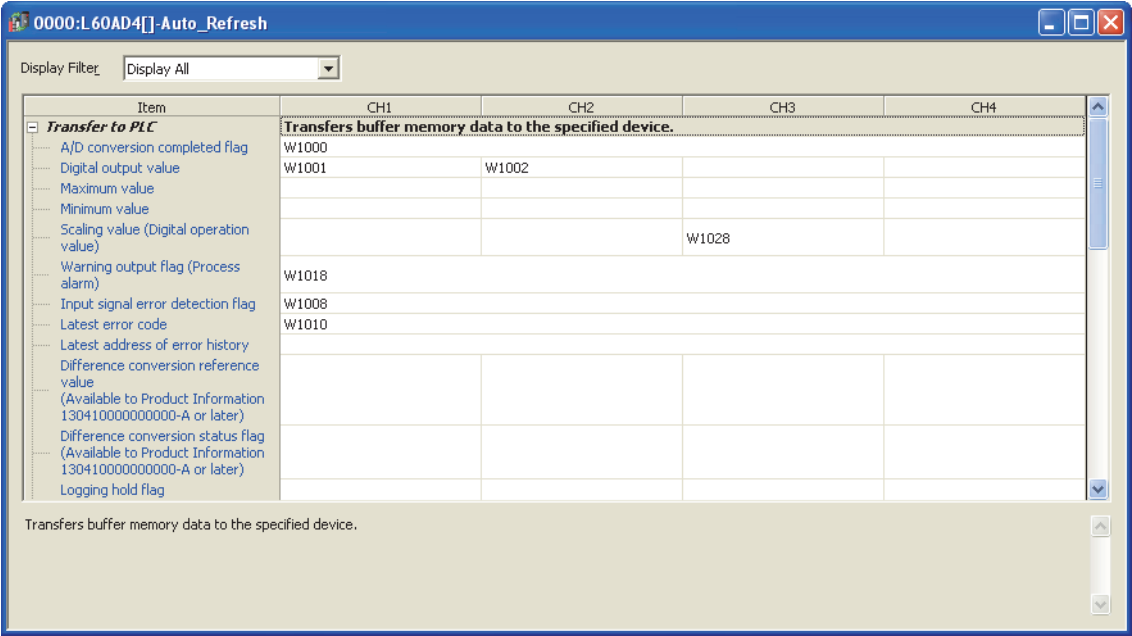 0000:L60AD4[]-Auto_Refresh
Display Filter Display All
Item CH1 CH2 CH3 CH4
Transfer to PLC Transfers buffer memory data to the specified device.
A/D conversion completed flag W1000
Digital output value W1001 W1002
Maximum value
Minimum value
Scaling value (Digital operation
value) W1028
Warning output flag (Process
alarm) W1018
Input signal error detection flag W1008
Latest error code W1010
Latest address of error history
Difference conversion reference
value
(Available to Product Information
130410000000000-A or later)
Difference conversion status flag
(Available to Product Information
130410000000000-A or later)
Logging hold flag
Transfers buffer memory data to the specified device.